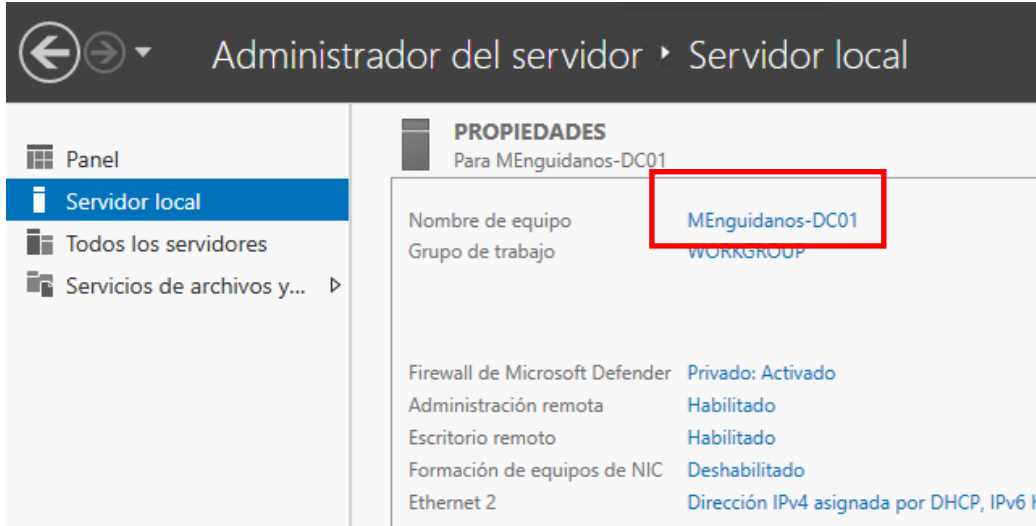 Administrador del servidor ‣ Servidor local
Panel
Servidor local
Todos los servidores
Servicios de archivos y...
PROPIEDADES
Para MEnguidanos-DC01
Nombre de equipo MEnguidanos-DC01
Grupo de trabajo WORKGROUP
Firewall de Microsoft Defender Privado: Activado
Administración remota Habilitado
Escritorio remoto Habilitado
Formación de equipos de NIC Deshabilitado
Ethernet 2 Dirección IPv4 asignada por DHCP, IPv6